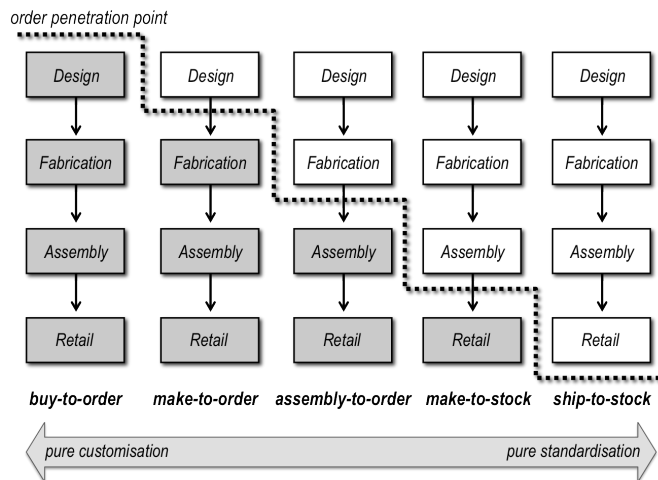 order penetration point
Design Design Design Design Design
Fabrication Fabrication Fabrication Fabrication Fabrication
Assembly Assembly Assembly Assembly Assembly
Retail Retail Retail Retail Retail
buy-to-order make-to-order assembly-to-order make-to-stock ship-to-stock
pure customisation pure standardisation